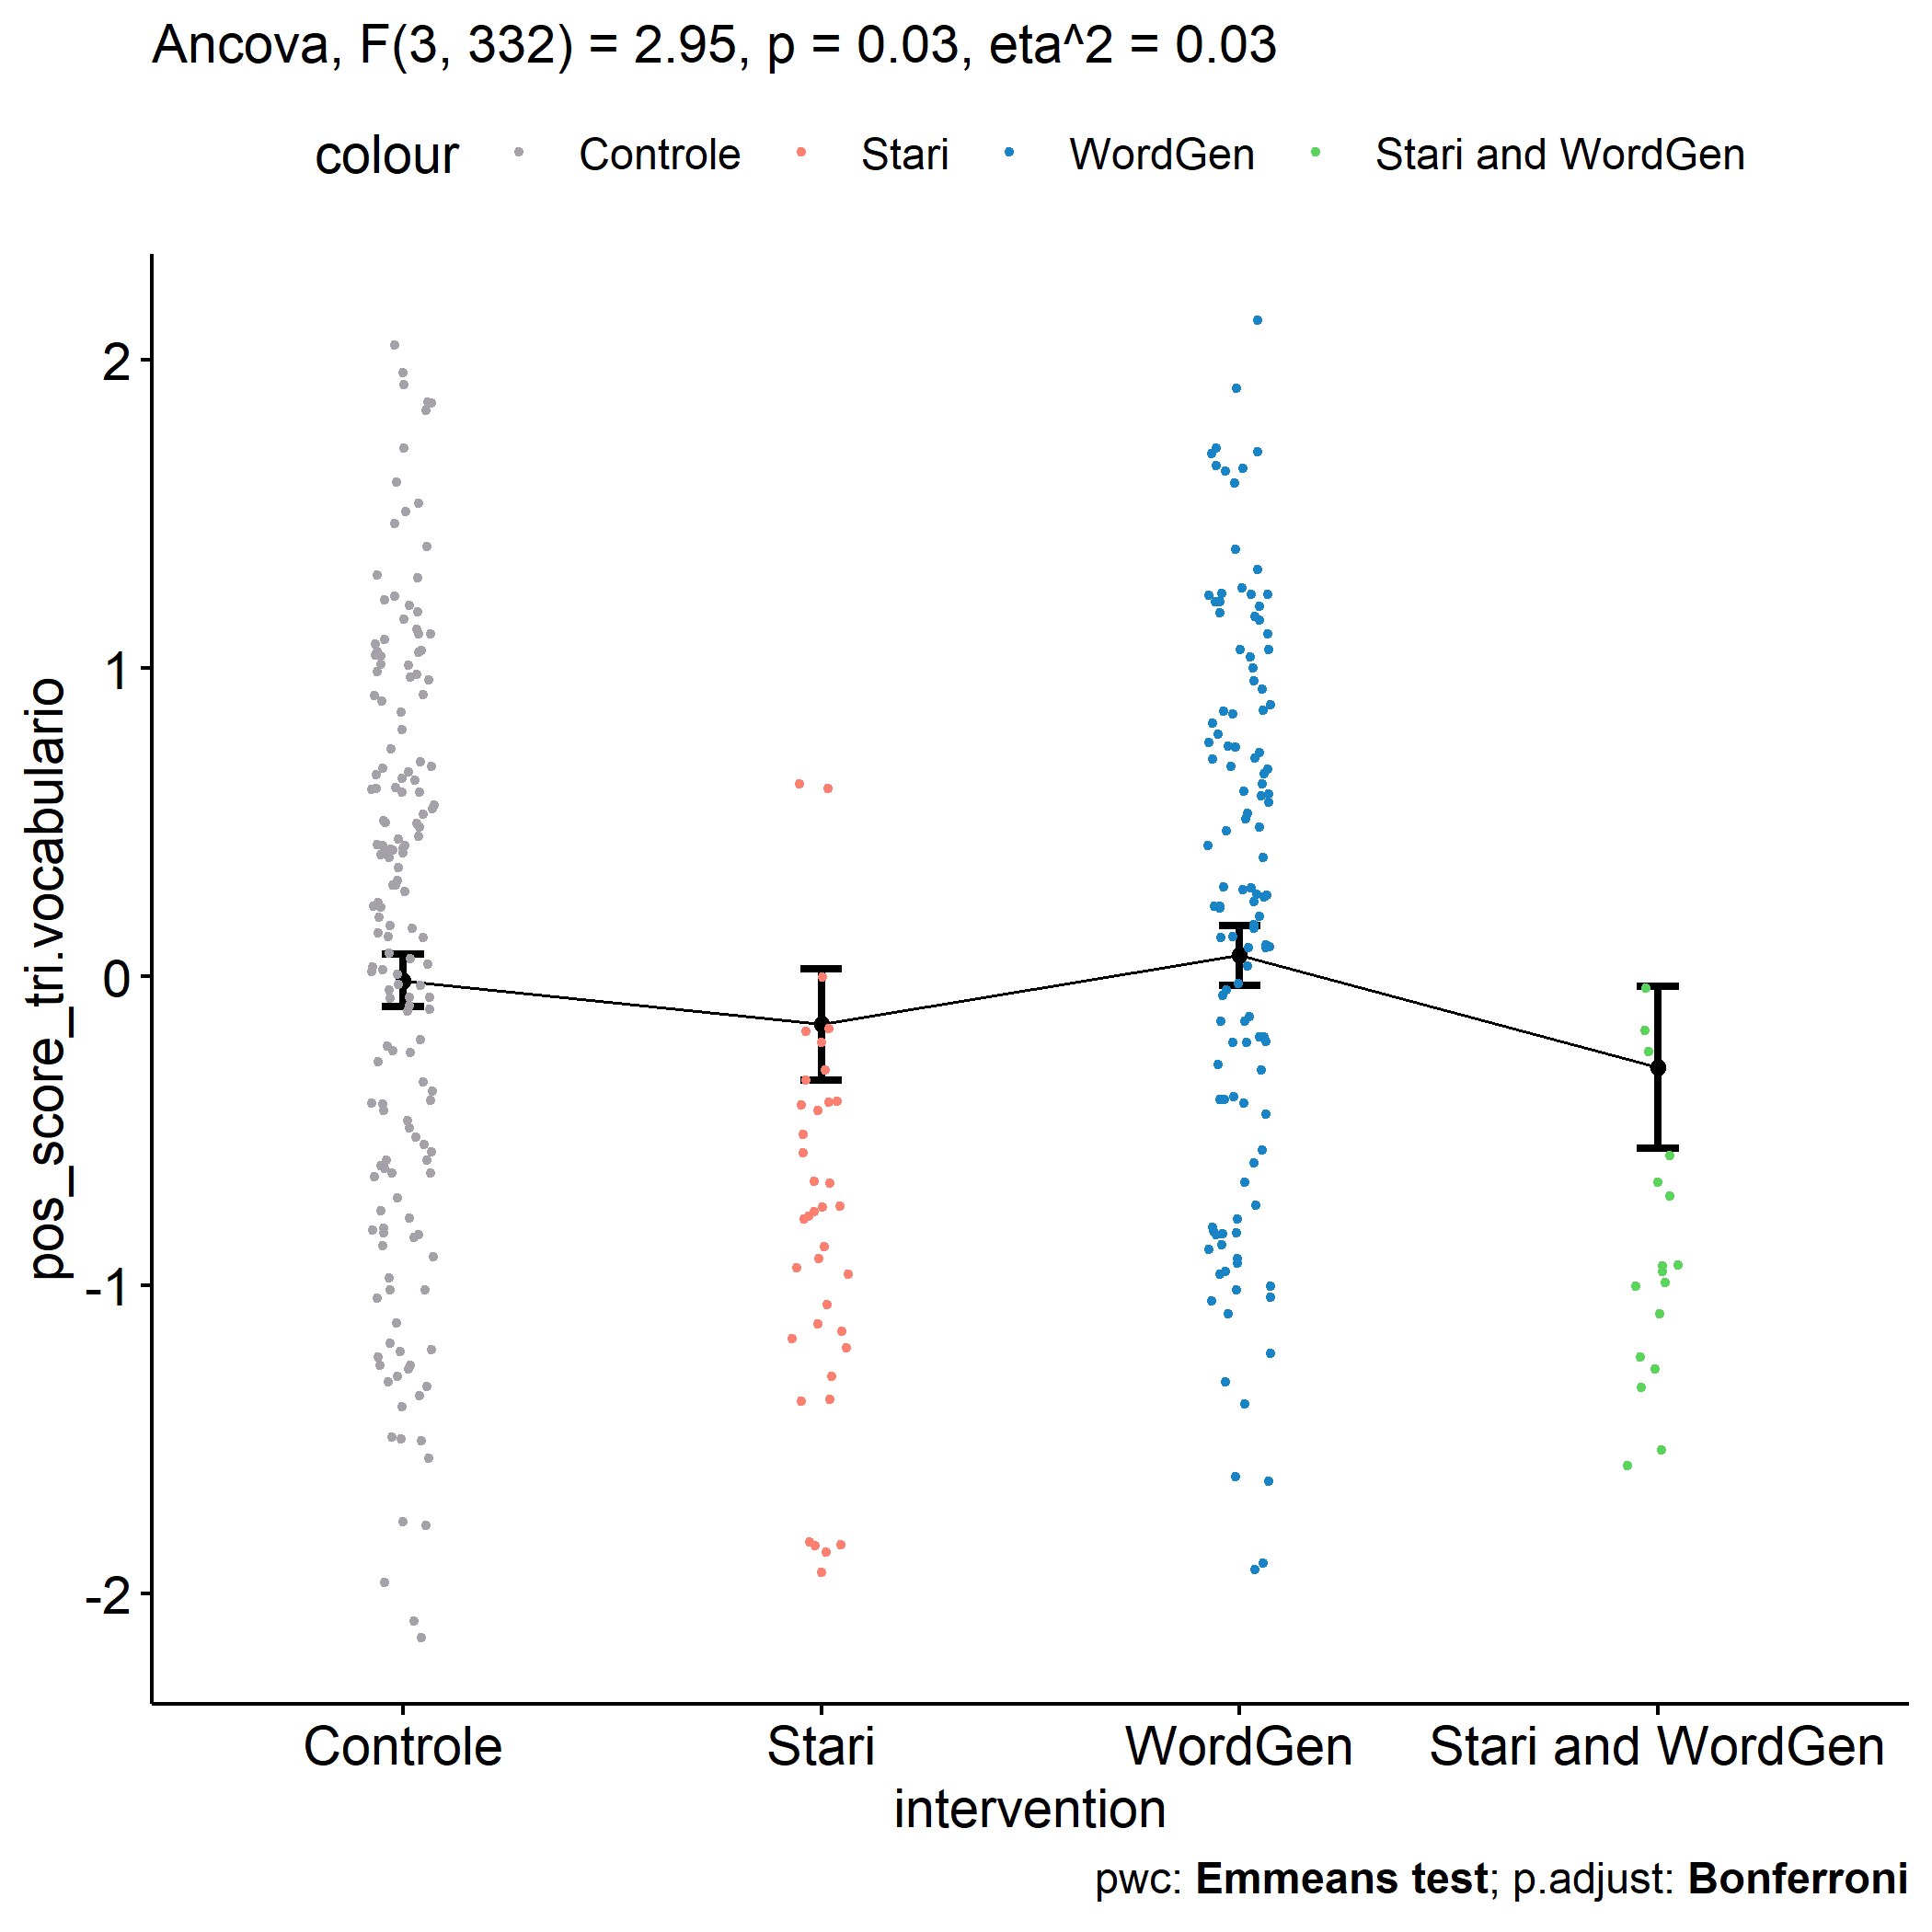 Ancova, F(3, 332) = 2.95, p = 0.03, eta^2 = 0.03
colour Controle Stari WordGen Stari and WordGen
pos_score_tri.vocabulario
2
1
0
-1
-2
Controle Stari WordGen Stari and WordGen
intervention
pwc: Emmeans test; p.adjust: Bonferroni